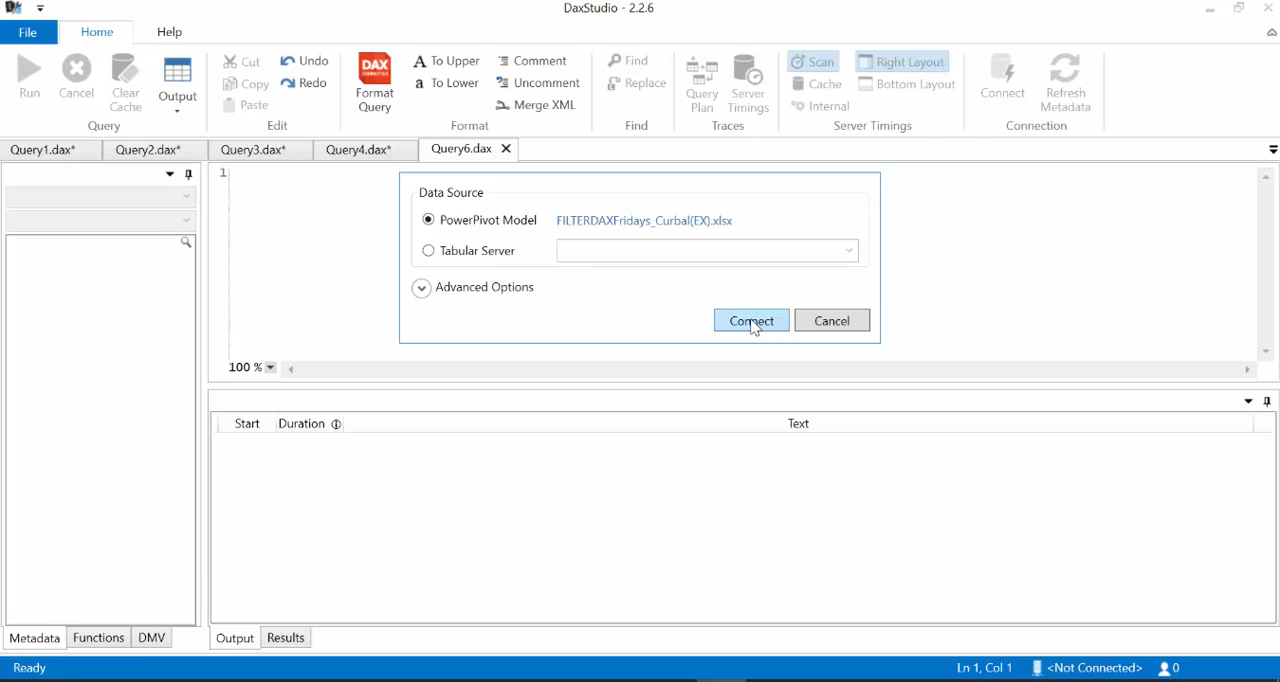 DaxStudio - 2.2.6
File Home Help
Run Cancel Clear Cache Output
Cut Copy Paste Undo Redo
DAX FORMATTER Format Query
To Upper To Lower Comment Uncomment Merge XML
Find Replace
Query Plan Server Timings
Scan Cache Internal Right Layout Bottom Layout
Connect Refresh Metadata
Query Edit Format Find Traces Server Timings Connection
Query1.dax* Query2.dax* Query3.dax* Query4.dax* Query6.dax
1
Data Source
PowerPivot Model FILTERDAXFridays_Curbal(EX).xlsx
Tabular Server
Advanced Options
Connect Cancel
100 %
Start Duration Text
Metadata Functions DMV Output Results
Ready Ln 1, Col 1 <Not Connected> 0